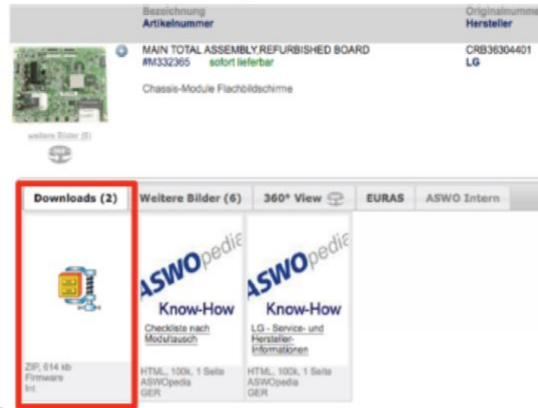 Bezeichnung Originalnummer
Artikelnummer Hersteller
MAIN TOTAL ASSEMBLY,REFURBISHED BOARD CRB36304401
#M332365 sofort lieferbar LG
Chassis-Module Flachbildschirme
weitere Bilder (6)
360°
Downloads (2) Weitere Bilder (6) 360° View EURAS ASWO Intern
ASWOpedia ASWOpedia
Know-How Know-How
Checkliste nach LG - Service- und
Modultausch Hersteller-
Informationen
ZIP, 614 kb HTML, 100k, 1 Seite HTML, 100k, 1 Seite
Firmware ASWOpedia ASWOpedia
Int. GER GER